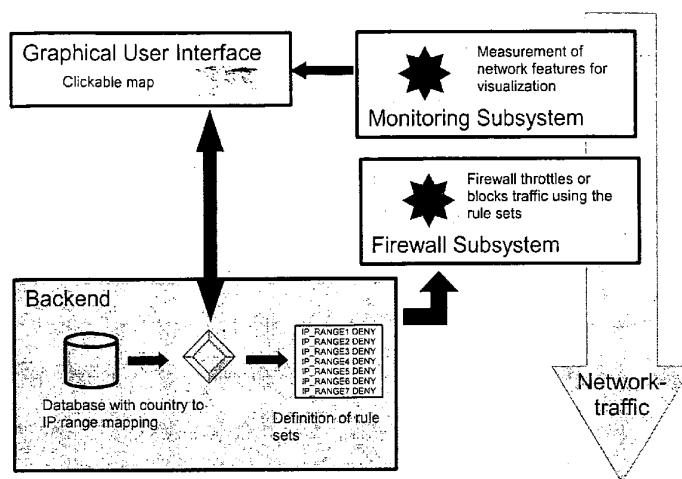 Graphical User Interface
Clickable map
Measurement of
network features for
visualization
Monitoring Subsystem
Firewall throttles or
blocks traffic using the
rule sets
Firewall Subsystem
Backend
IP_RANGE1 DENY
IP_RANGE2 DENY
IP_RANGE3 DENY
IP_RANGE4 DENY
IP_RANGE5 DENY
IP_RANGE6 DENY
IP_RANGE7 DENY
Database with country to
IP range mapping
Definition of rule
sets
Network-
traffic